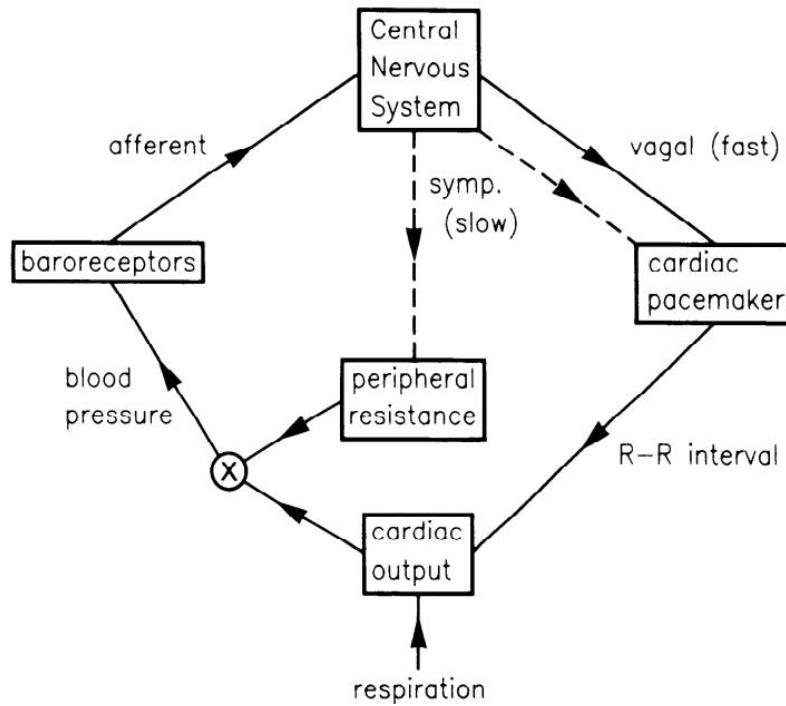 Central
Nervous
System
afferent
vagal (fast)
symp.
(slow)
baroreceptors
cardiac
pacemaker
blood
pressure
peripheral
resistance
X
R-R interval
cardiac
output
respiration